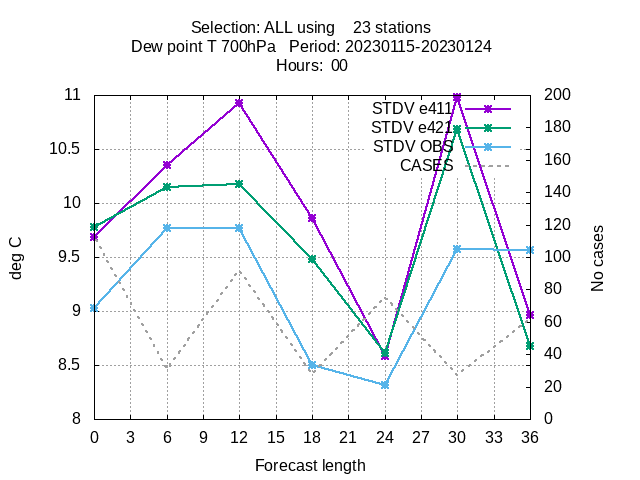 Selection: ALL using    23 stations
Dew point T 700hPa   Period: 20230115-20230124
Hours:  00
11
10.5
10
9.5
9
8.5
8
200
180
160
140
120
100
80
60
40
20
0
STDV e411
STDV e421
STDV OBS
CASES
deg C
No cases
0 3 6 9 12 15 18 21 24 27 30 33 36
Forecast length